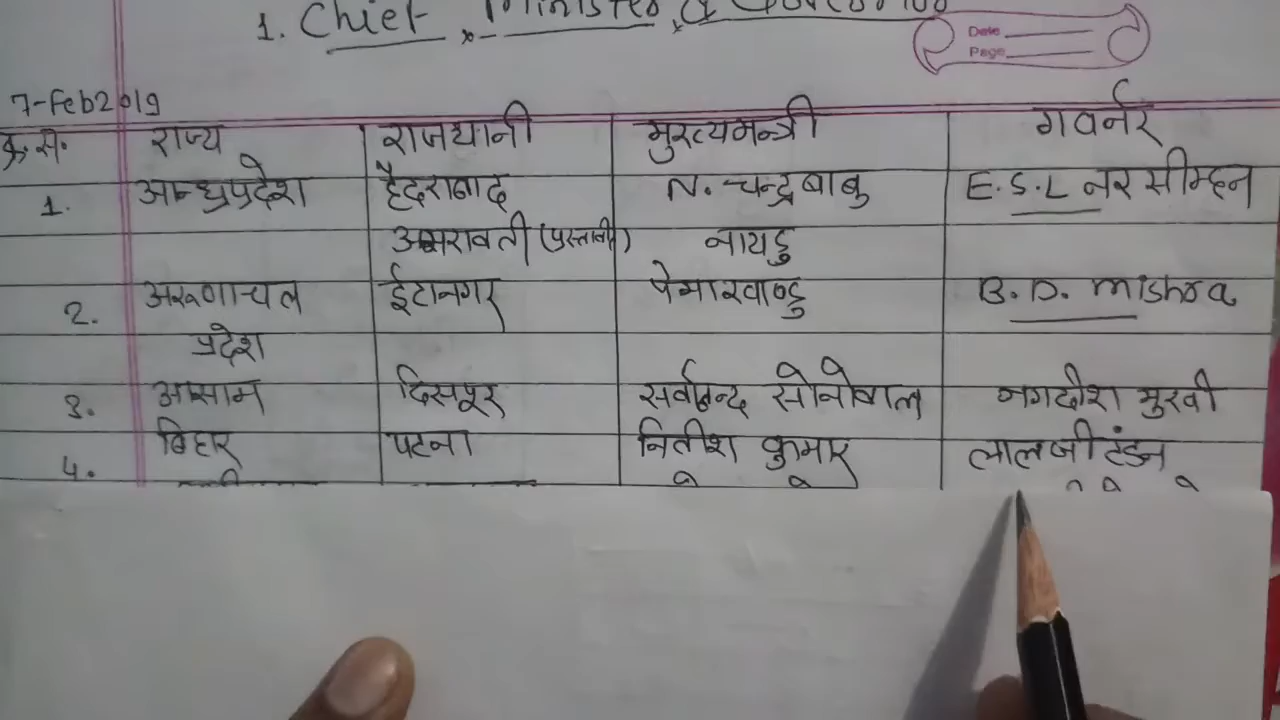 1. Chief Minister & Governor
Date
Page
7-Feb2019
क्र.सं. राज्य राजधानी मुख्यमन्त्री गवर्नर
1. आन्ध्रप्रदेश हैदराबाद N. चन्द्रबाबु E.S.L नरसीम्हन
अमरावती (प्रस्तावी) नायडु
2. अरूणाचल ईटानगर पेमाखाण्डु B.D. Mishra
प्रदेश
3. आसाम दिसपूर सर्वानन्द सोनोवाल जगदीश मुखी
4. बिहार पटना नितीश कुमार लालजी टंडन